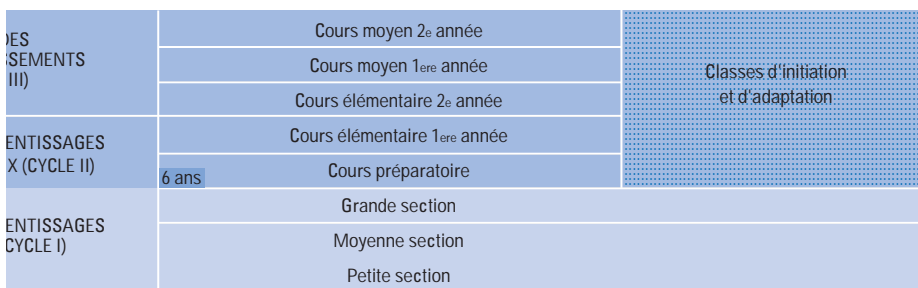 Cours moyen 2e année
SEMENTS
III)
Cours moyen 1ere année
Classes d'initiation
et d'adaptation
Cours élémentaire 2e année
ENTISSAGES
X (CYCLE II)
Cours élémentaire 1ere année
6 ans
Cours préparatoire
Grande section
ENTISSAGES
CYCLE I)
Moyenne section
Petite section